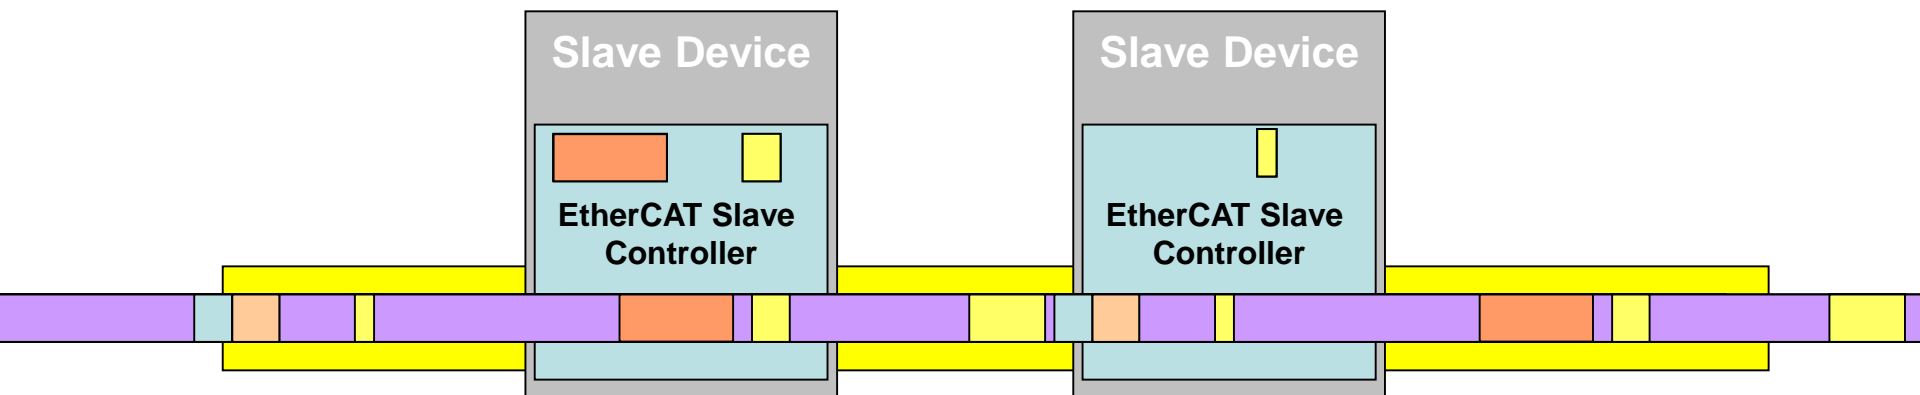 Slave Device
EtherCAT Slave
Controller
Slave Device
EtherCAT Slave
Controller